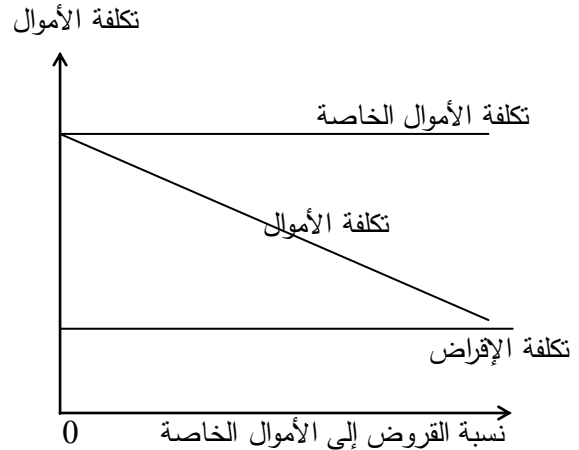 تكلفة الأموال
تكلفة الأموال الخاصة
تكلفة الأموال
تكلفة الإقراض
نسبة القروض إلى الأموال الخاصة
0